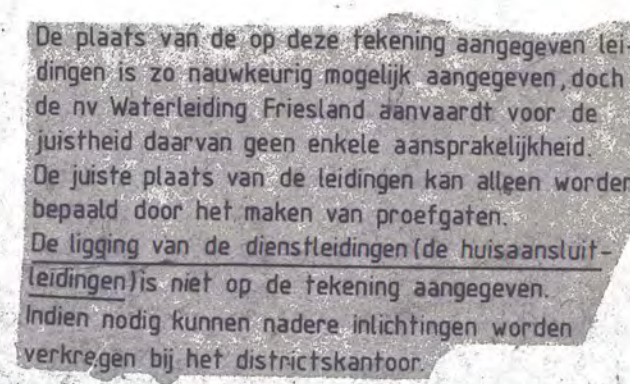 De plaats van de op deze tekening aangegeven lei-
dingen is zo nauwkeurig mogelijk aangegeven, doch
de nv Waterleiding Friesland aanvaardt voor de
juistheid daarvan geen enkele aansprakelijkheid.
De juiste plaats van de leidingen kan alleen worden
bepaald door het maken van proefgaten.
De ligging van de dienstleidingen (de huisaansluit-
leidingen) is niet op de tekening aangegeven.
Indien nodig kunnen nadere inlichtingen worden
verkregen bij het districtskantoor.